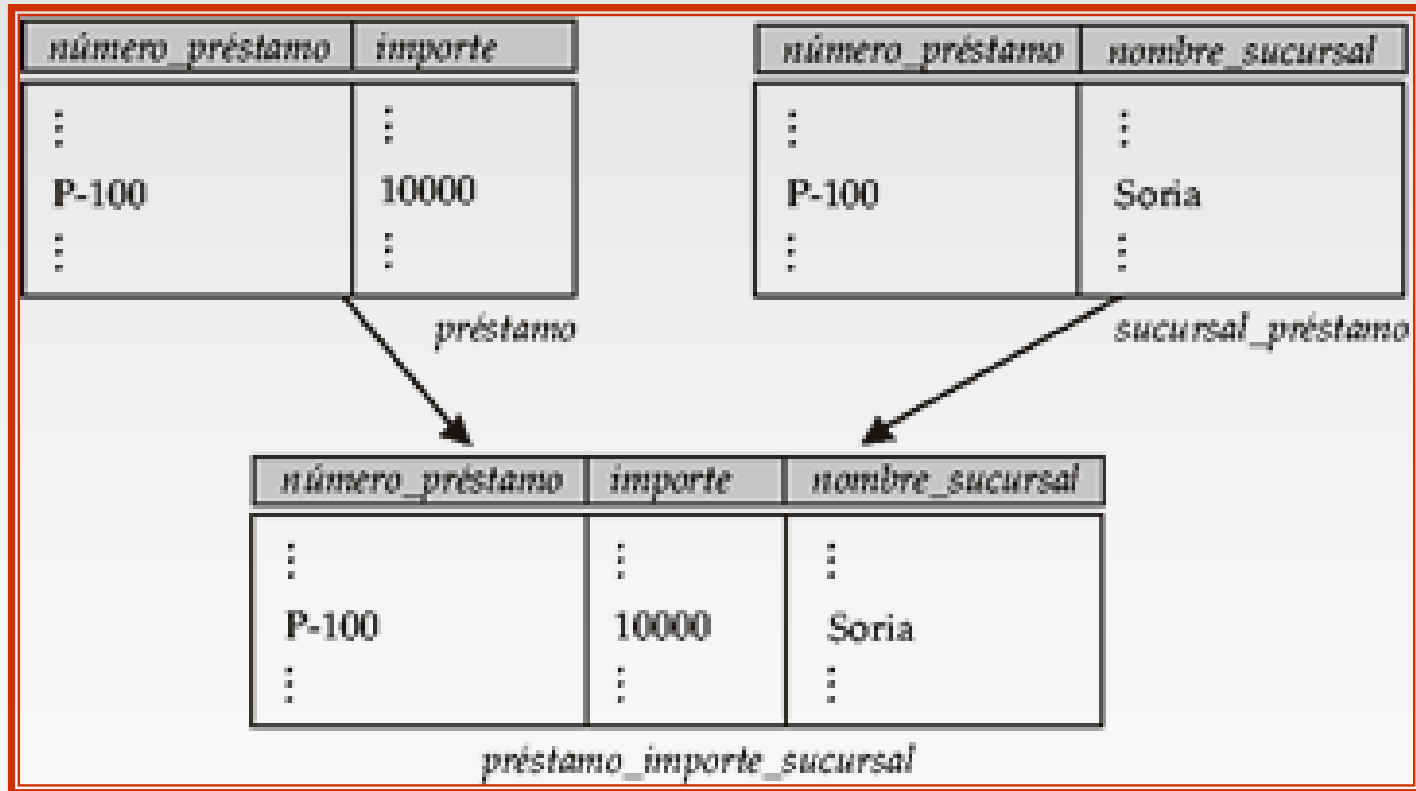 número_préstamo importe
⋮ ⋮
P-100 10000
⋮ ⋮
préstamo
número_préstamo nombre_sucursal
⋮ ⋮
P-100 Soria
⋮ ⋮
sucursal_préstamo
número_préstamo importe nombre_sucursal
⋮ ⋮ ⋮
P-100 10000 Soria
⋮ ⋮ ⋮
préstamo_importe_sucursal